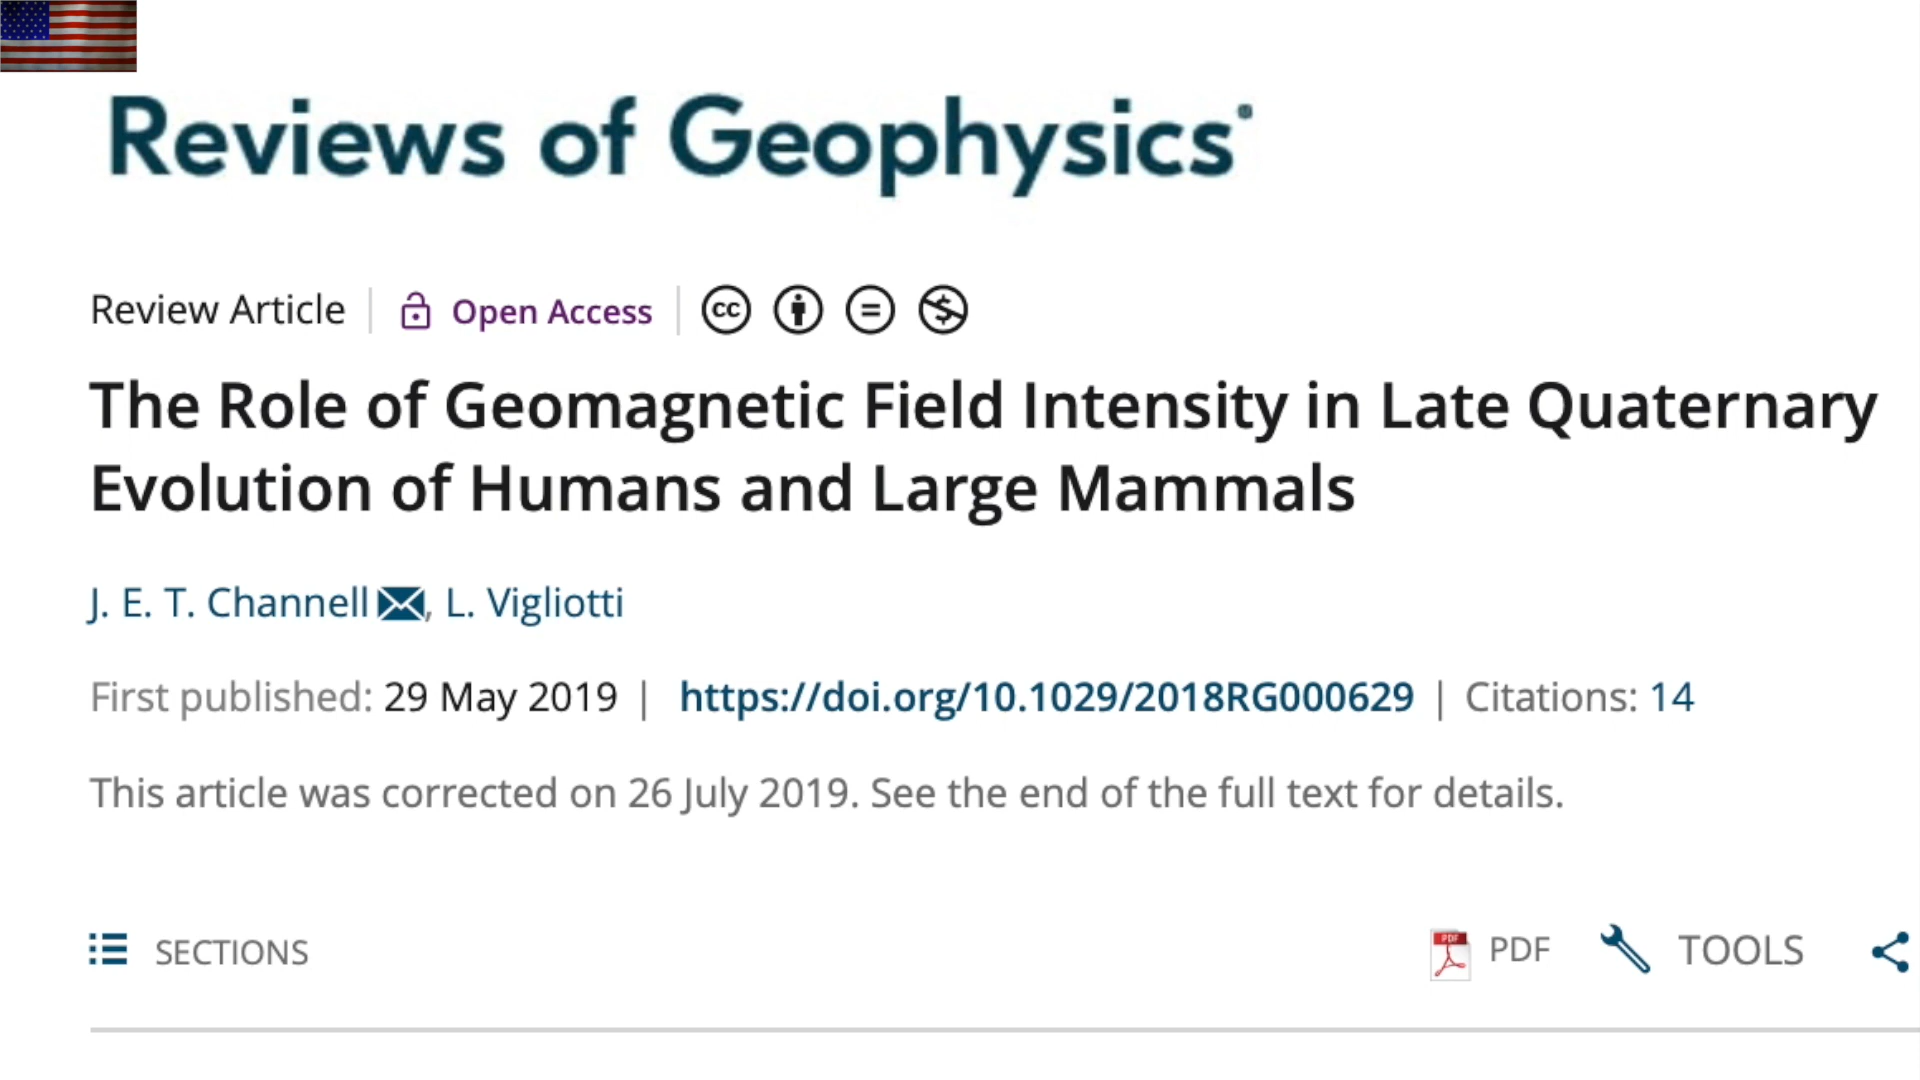 Reviews of Geophysics®
Review Article | Open Access | cc
The Role of Geomagnetic Field Intensity in Late Quaternary
Evolution of Humans and Large Mammals
J. E. T. Channell, L. Vigliotti
First published: 29 May 2019 | https://doi.org/10.1029/2018RG000629 | Citations: 14
This article was corrected on 26 July 2019. See the end of the full text for details.
SECTIONS
PDF PDF TOOLS